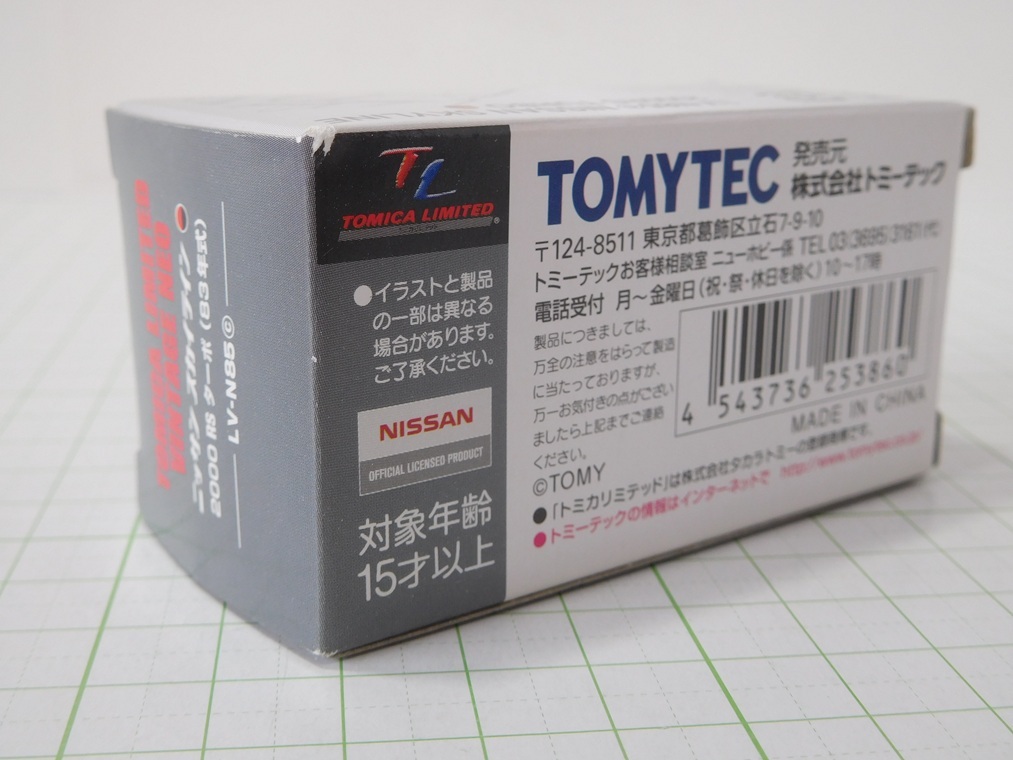 TL
TOMICA LIMITED
●イラストと製品
の一部は異なる
場合があります。
ご了承ください。
NISSAN
OFFICIAL LICENSED PRODUCT
対象年齢
15才以上
TOMYTEC
発売元
株式会社トミーテック
〒124-8511 東京都葛飾区立石7-9-10
トミーテックお客様相談室 ニューホビー係 TEL 03(3695)3161(代)
電話受付 月〜金曜日(祝・祭・休日を除く)10〜17時
製品につきましては、
万全の注意をはらって製造
に当たっておりますが、
万一お気付きの点がござい
ましたら上記までご連絡
ください。
©TOMY
4 543736 253860
MADE IN CHINA
●「トミカリミテッド」は株式会社タカラトミーの登録商標です。
●トミーテックの情報はインターネットで
LV-N85ⓒ
ニッサン スカイライン
2000 RS ターボ(83年式)